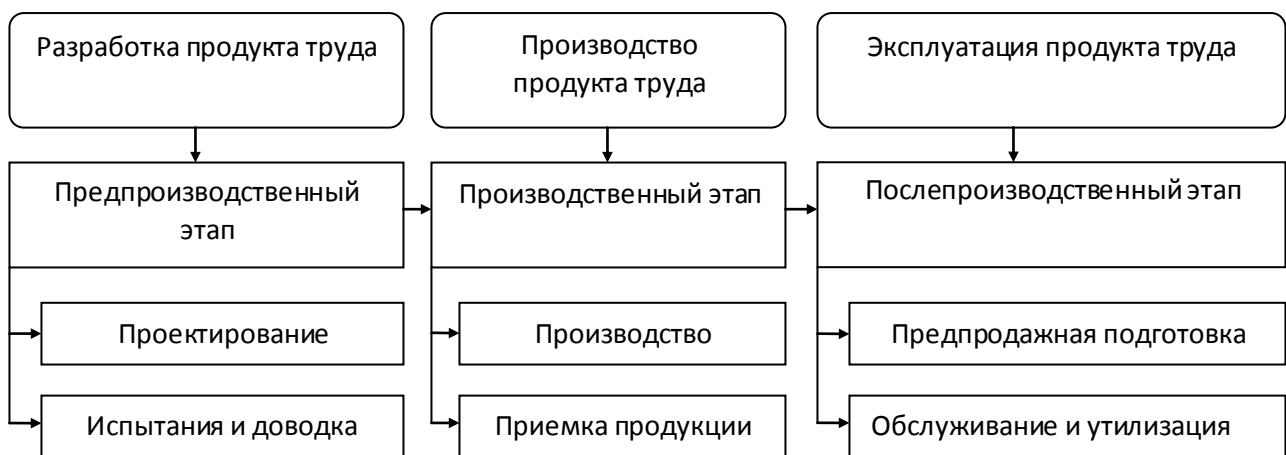 Разработка продукта труда
Производство
продукта труда
Эксплуатация продукта труда
Предпроизводственный
этап
Производственный этап
Послепроизводственный этап
Проектирование
Производство
Предпродажная подготовка
Испытания и доводка
Приемка продукции
Обслуживание и утилизация